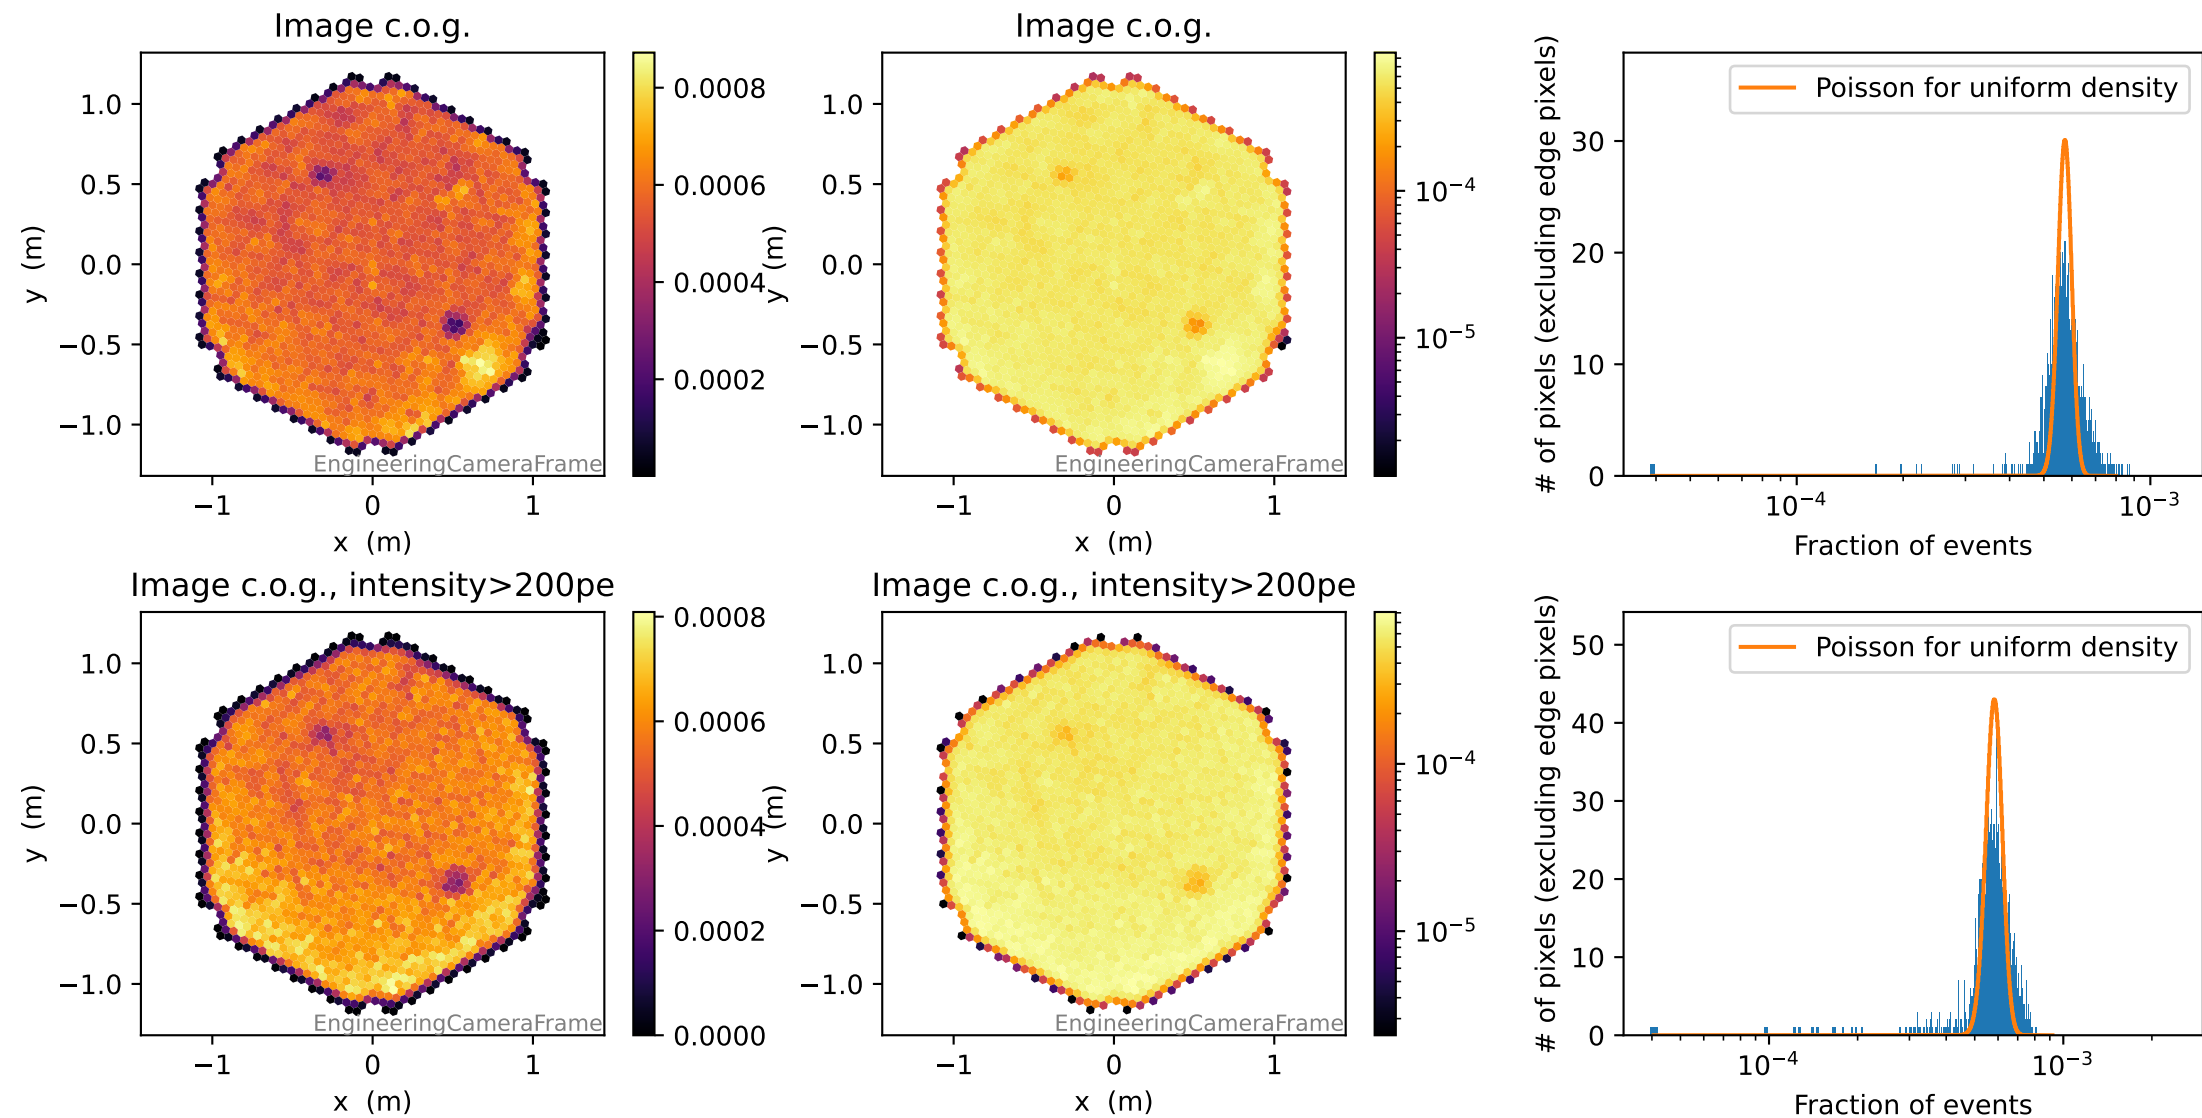 Image c.o.g.
y  (m)
1.0
0.5
0.0
−0.5
−1.0
−1
0
1
x  (m)
EngineeringCameraFrame
0.0008
0.0006
0.0004
0.0002
Image c.o.g.
y  (m)
1.0
0.5
0.0
−0.5
−1.0
−1
0
1
x  (m)
EngineeringCameraFrame
10⁻⁴
10⁻⁵
# of pixels (excluding edge pixels)
30
20
10
0
Poisson for uniform density
10⁻⁴
10⁻³
Fraction of events
Image c.o.g., intensity>200pe
y  (m)
1.0
0.5
0.0
−0.5
−1.0
−1
0
1
x  (m)
EngineeringCameraFrame
0.0008
0.0006
0.0004
0.0002
0.0000
Image c.o.g., intensity>200pe
y  (m)
1.0
0.5
0.0
−0.5
−1.0
−1
0
1
x  (m)
EngineeringCameraFrame
10⁻⁴
10⁻⁵
# of pixels (excluding edge pixels)
50
40
30
20
10
0
Poisson for uniform density
10⁻⁴
10⁻³
Fraction of events